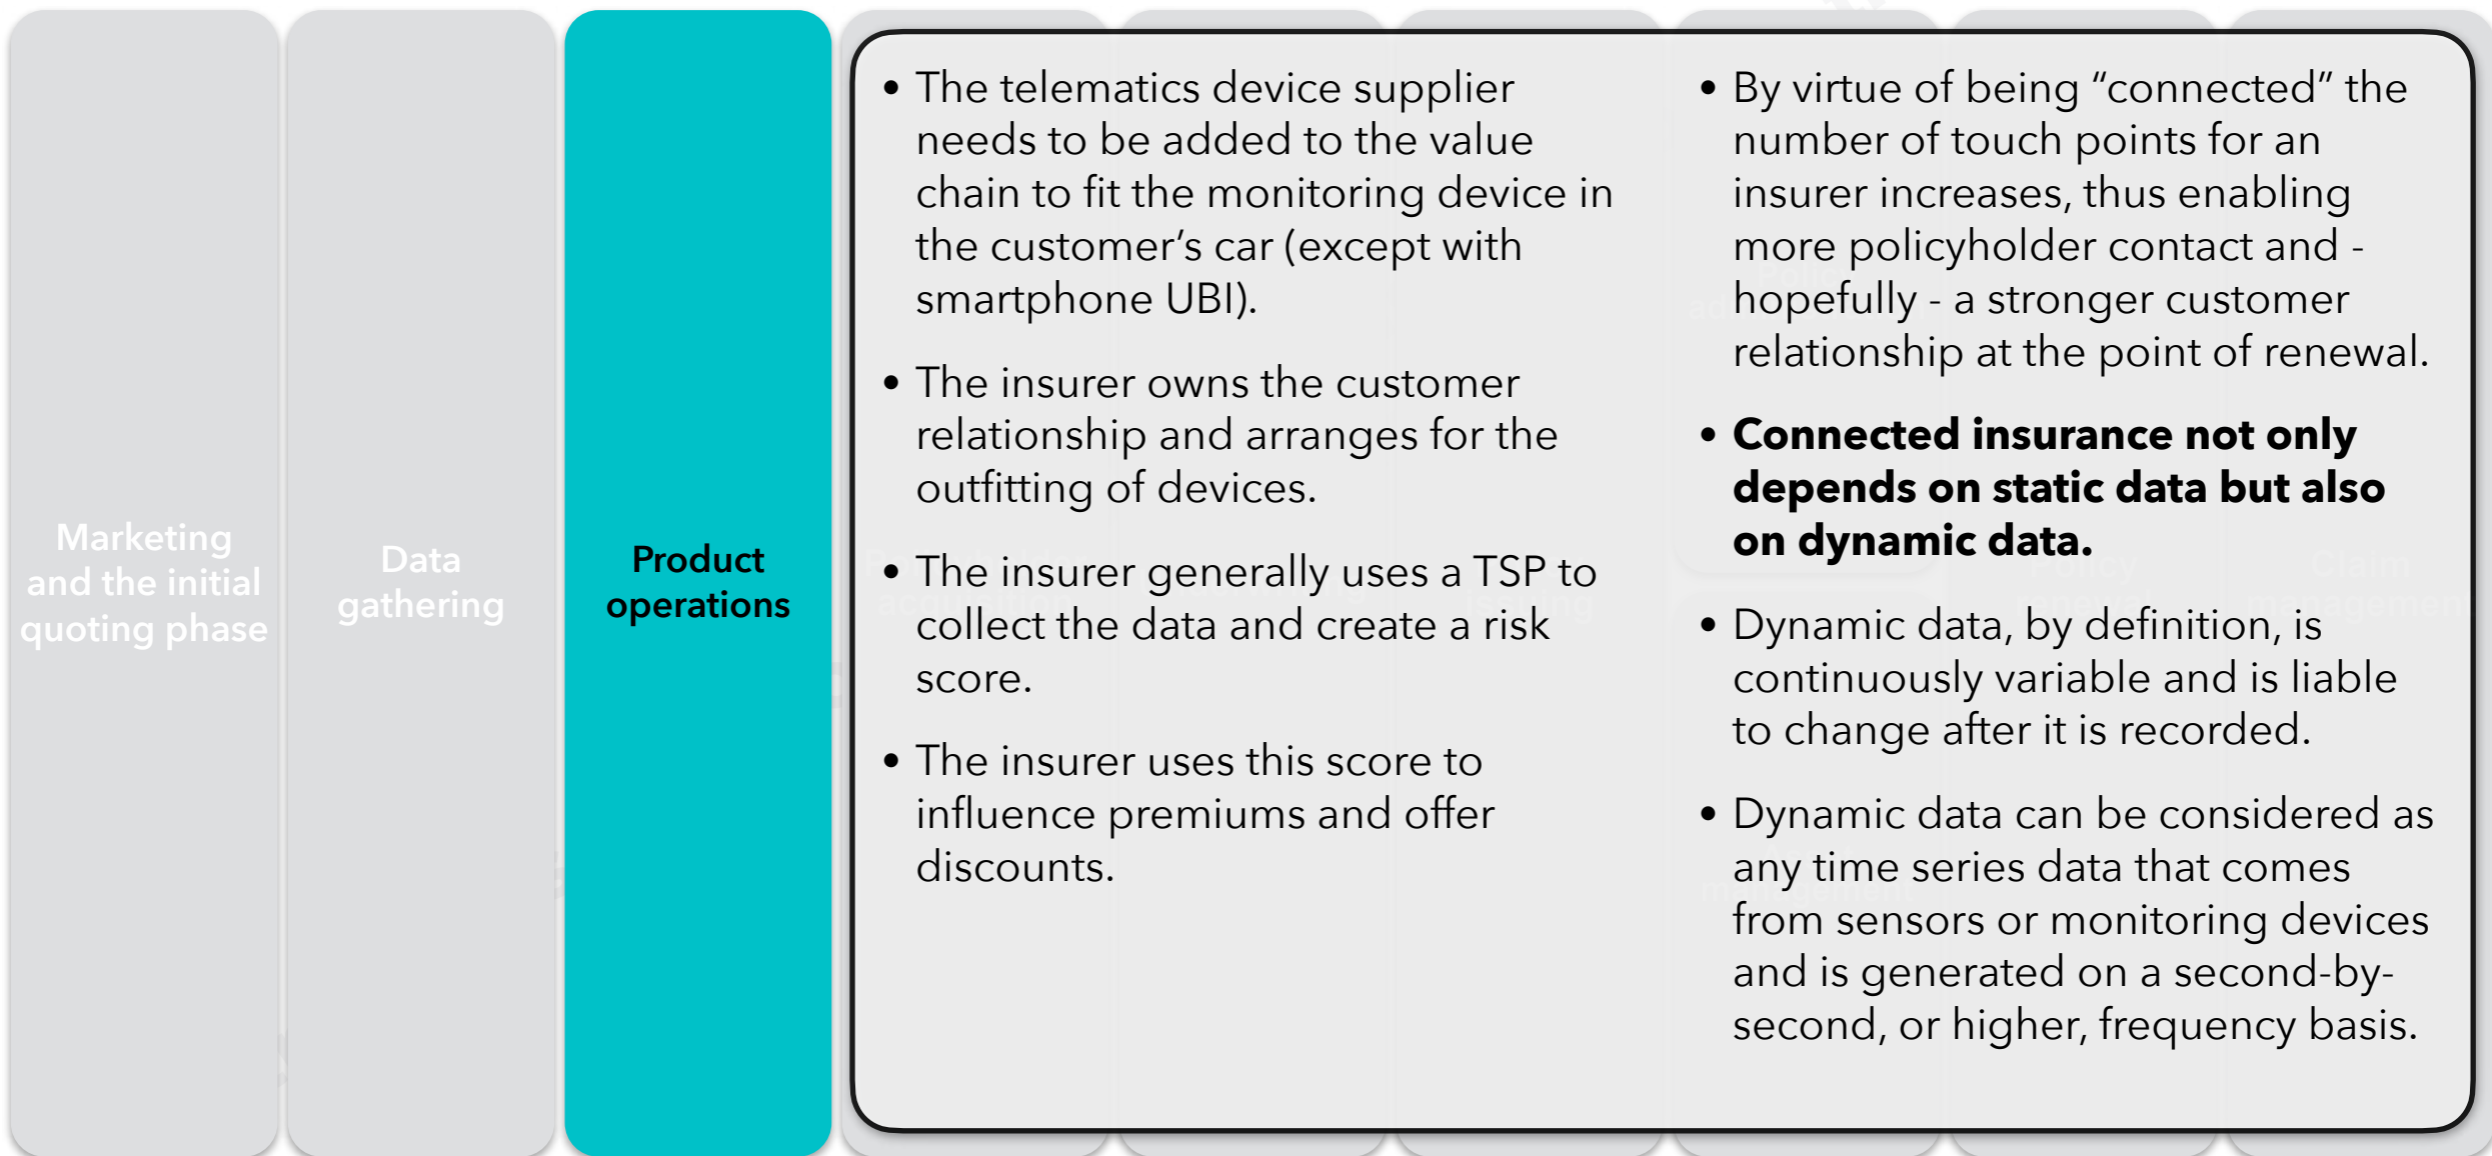 Marketing
and the initial
quoting phase
Data
gathering
Product
operations
• The telematics device supplier
needs to be added to the value
chain to fit the monitoring device in
the customer’s car (except with
smartphone UBI).
• The insurer owns the customer
relationship and arranges for the
outfitting of devices.
• The insurer generally uses a TSP to
collect the data and create a risk
score.
• The insurer uses this score to
influence premiums and offer
discounts.
• By virtue of being “connected” the
number of touch points for an
insurer increases, thus enabling
more policyholder contact and -
hopefully - a stronger customer
relationship at the point of renewal.
• Connected insurance not only
depends on static data but also
on dynamic data.
• Dynamic data, by definition, is
continuously variable and is liable
to change after it is recorded.
• Dynamic data can be considered as
any time series data that comes
from sensors or monitoring devices
and is generated on a second-by-
second, or higher, frequency basis.
acquisition
issuing
Policy
renewal
Claim
management
management